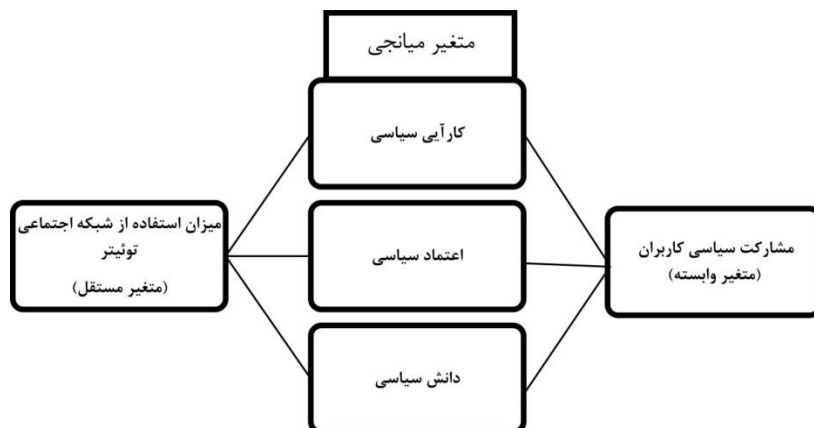 متغیر میانجی
کارآیی سیاسی
میزان استفاده از شبکه اجتماعی
توئیتر
(متغیر مستقل)
اعتماد سیاسی
مشارکت سیاسی کاربران
(متغیر وابسته)
دانش سیاسی